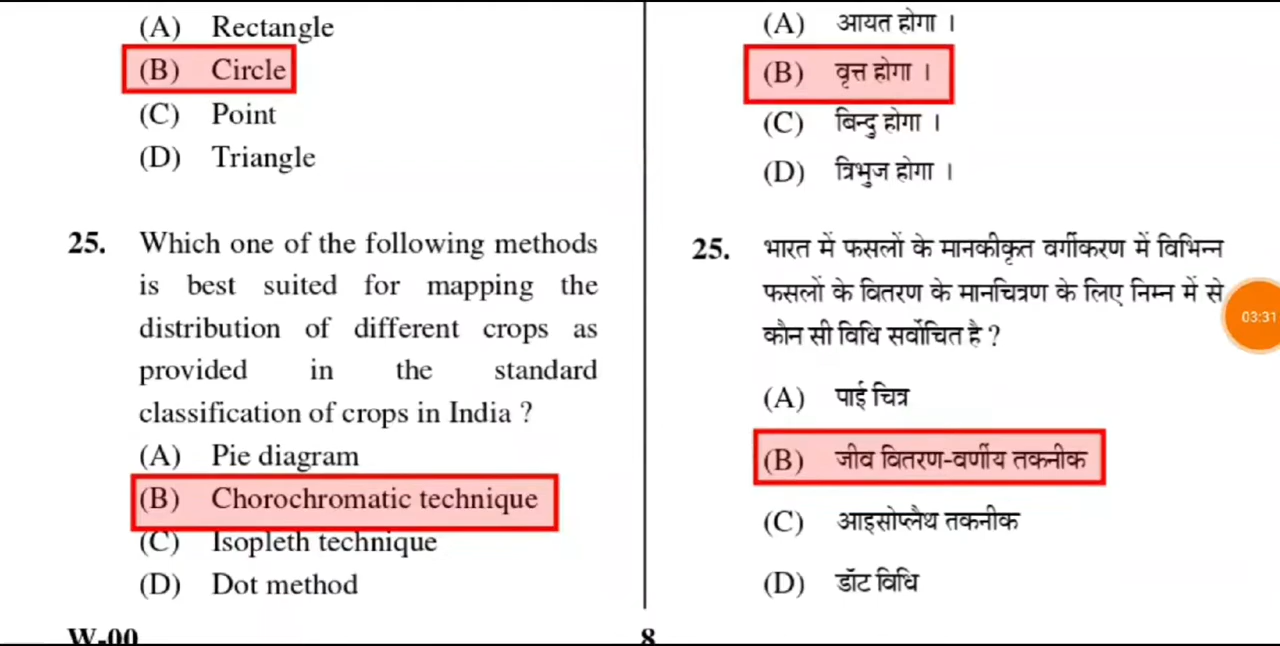 (A) Rectangle
(B) Circle
(C) Point
(D) Triangle
25. Which one of the following methods
is best suited for mapping the
distribution of different crops as
provided in the standard
classification of crops in India ?
(A) Pie diagram
(B) Chorochromatic technique
(C) Isopleth technique
(D) Dot method
W-00
(A) आयत होगा ।
(B) वृत्त होगा ।
(C) बिन्दु होगा ।
(D) त्रिभुज होगा ।
25. भारत में फसलों के मानकीकृत वर्गीकरण में विभिन्न
फसलों के वितरण के मानचित्रण के लिए निम्न में से
कौन सी विधि सर्वोचित है ?
(A) पाई चित्र
(B) जीव वितरण-वर्णीय तकनीक
(C) आइसोप्लैथ तकनीक
(D) डॉट विधि
8
03:31